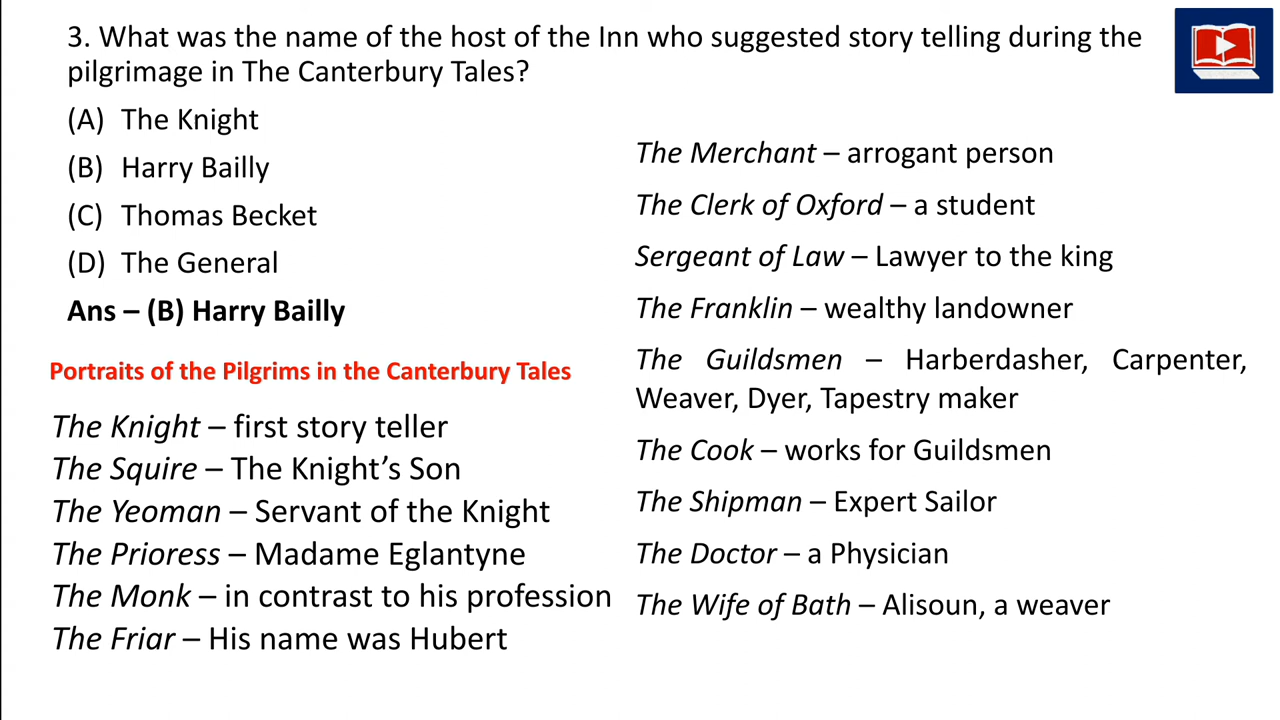 3. What was the name of the host of the Inn who suggested story telling during the
pilgrimage in The Canterbury Tales?
(A) The Knight
(B) Harry Bailly
(C) Thomas Becket
(D) The General
Ans – (B) Harry Bailly
Portraits of the Pilgrims in the Canterbury Tales
The Knight – first story teller
The Squire – The Knight’s Son
The Yeoman – Servant of the Knight
The Prioress – Madame Eglantyne
The Monk – in contrast to his profession
The Friar – His name was Hubert
The Merchant – arrogant person
The Clerk of Oxford – a student
Sergeant of Law – Lawyer to the king
The Franklin – wealthy landowner
The Guildsmen – Harberdasher, Carpenter,
Weaver, Dyer, Tapestry maker
The Cook – works for Guildsmen
The Shipman – Expert Sailor
The Doctor – a Physician
The Wife of Bath – Alisoun, a weaver